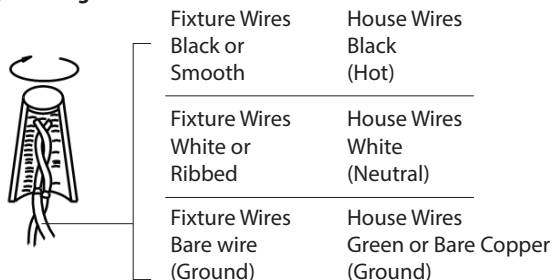 Fixture Wires House Wires
Black or Black
Smooth (Hot)
Fixture Wires House Wires
White or White
Ribbed (Neutral)
Fixture Wires House Wires
Bare wire Green or Bare Copper
(Ground) (Ground)